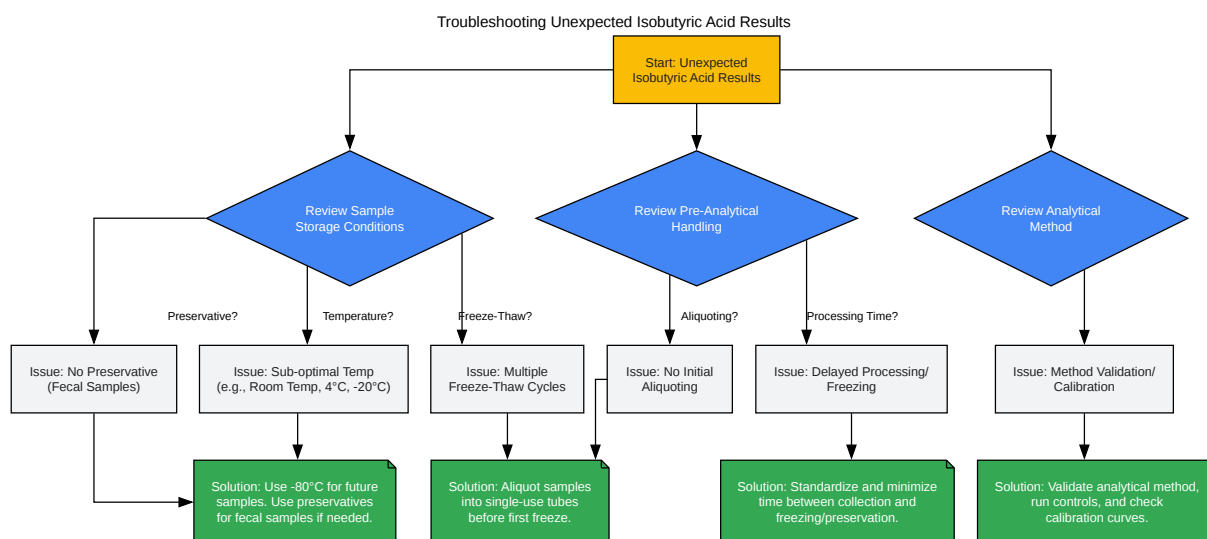 Troubleshooting Unexpected Isobutyric Acid Results
Start: Unexpected
Isobutyric Acid Results
Review Sample
Storage Conditions
Review Pre-Analytical
Handling
Review Analytical
Method
Preservative?
Temperature?
Freeze-Thaw?
Aliquoting?
Processing Time?
Issue: No Preservative
(Fecal Samples)
Issue: Sub-optimal Temp
(e.g., Room Temp, 4°C, -20°C)
Issue: Multiple
Freeze-Thaw Cycles
Issue: No Initial
Aliquoting
Issue: Delayed Processing/
Freezing
Issue: Method Validation/
Calibration
Solution: Use -80°C for future
samples. Use preservatives
for fecal samples if needed.
Solution: Aliquot samples
into single-use tubes
before first freeze.
Solution: Standardize and minimize
time between collection and
freezing/preservation.
Solution: Validate analytical method,
run controls, and check
calibration curves.